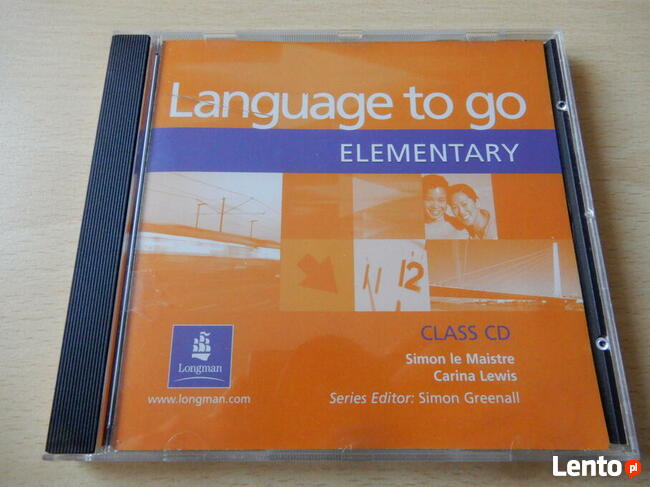 Language to go
ELEMENTARY
11 12
CLASS CD
Simon le Maistre
Carina Lewis
Longman
www.longman.com
Series Editor: Simon Greenall
Lento.pl